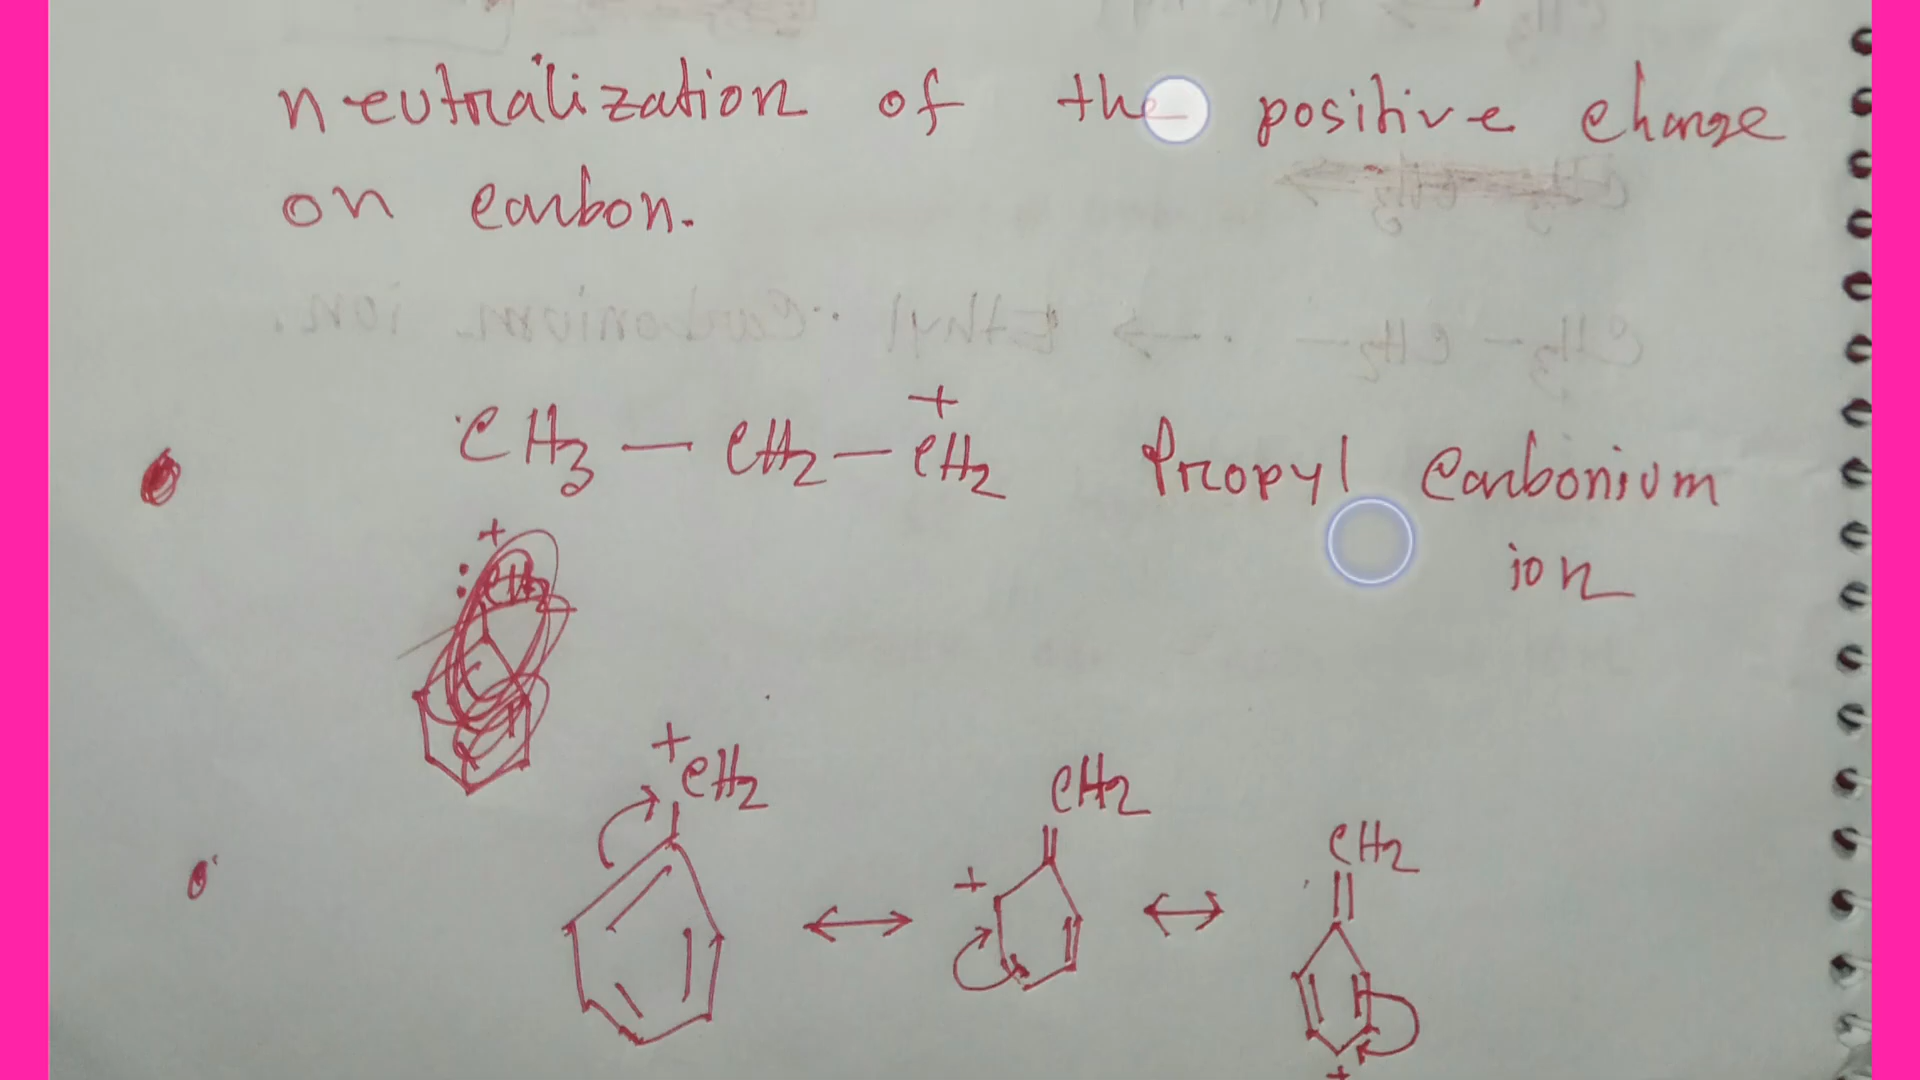 neutralization of the positive charge
on carbon.
CH3 — CH2 — CH2 + Propyl Carbonium
ion
+
+ CH2 CH2 CH2
+
+